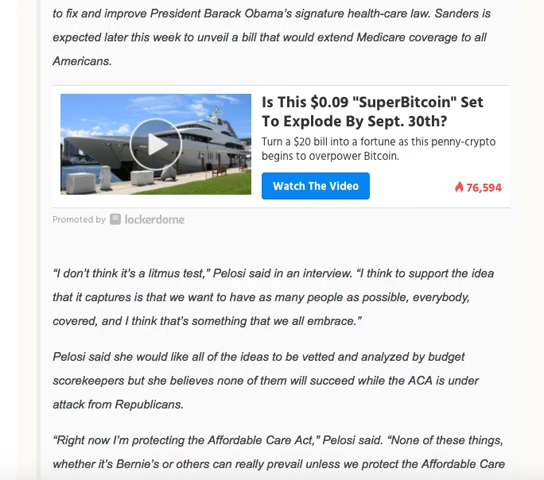 to fix and improve President Barack Obama’s signature health-care law. Sanders is
expected later this week to unveil a bill that would extend Medicare coverage to all
Americans.
Is This $0.09 "SuperBitcoin" Set
To Explode By Sept. 30th?
Turn a $20 bill into a fortune as this penny-crypto
begins to overpower Bitcoin.
Watch The Video
76,594
Promoted by lockerdome
“I don’t think it’s a litmus test,” Pelosi said in an interview. “I think to support the idea
that it captures is that we want to have as many people as possible, everybody,
covered, and I think that’s something that we all embrace.”
Pelosi said she would like all of the ideas to be vetted and analyzed by budget
scorekeepers but she believes none of them will succeed while the ACA is under
attack from Republicans.
“Right now I’m protecting the Affordable Care Act,” Pelosi said. “None of these things,
whether it’s Bernie’s or others can really prevail unless we protect the Affordable Care